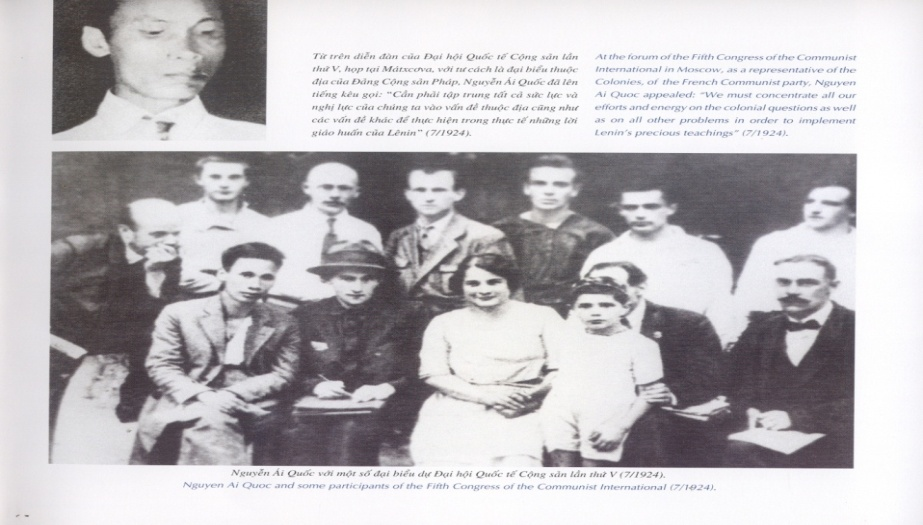 Từ trên diễn đàn của Đại hội Quốc tế Cộng sản lần
thứ V, họp tại Mátxcơva, với tư cách là đại biểu thuộc
địa của Đảng Cộng sản Pháp, Nguyễn Ái Quốc đã lên
tiếng kêu gọi: “Cần phải tập trung tất cả sức lực và
nghị lực của chúng ta vào vấn đề thuộc địa cũng như
các vấn đề khác để thực hiện trong thực tế những lời
giáo huấn của Lênin” (7/1924).
At the forum of the Fifth Congress of the Communist
International in Moscow, as a representative of the
Colonies, of the French Communist party, Nguyen
Ai Quoc appealed: “We must concentrate all our
efforts and energy on the colonial questions as well
as on all other problems in order to implement
Lenin’s precious teachings” (7/1924).
Nguyễn Ái Quốc với một số đại biểu dự Đại hội Quốc tế Cộng sản lần thứ V (7/1924).
Nguyen Ai Quoc and some participants of the Fifth Congress of the Communist International (7/1924).